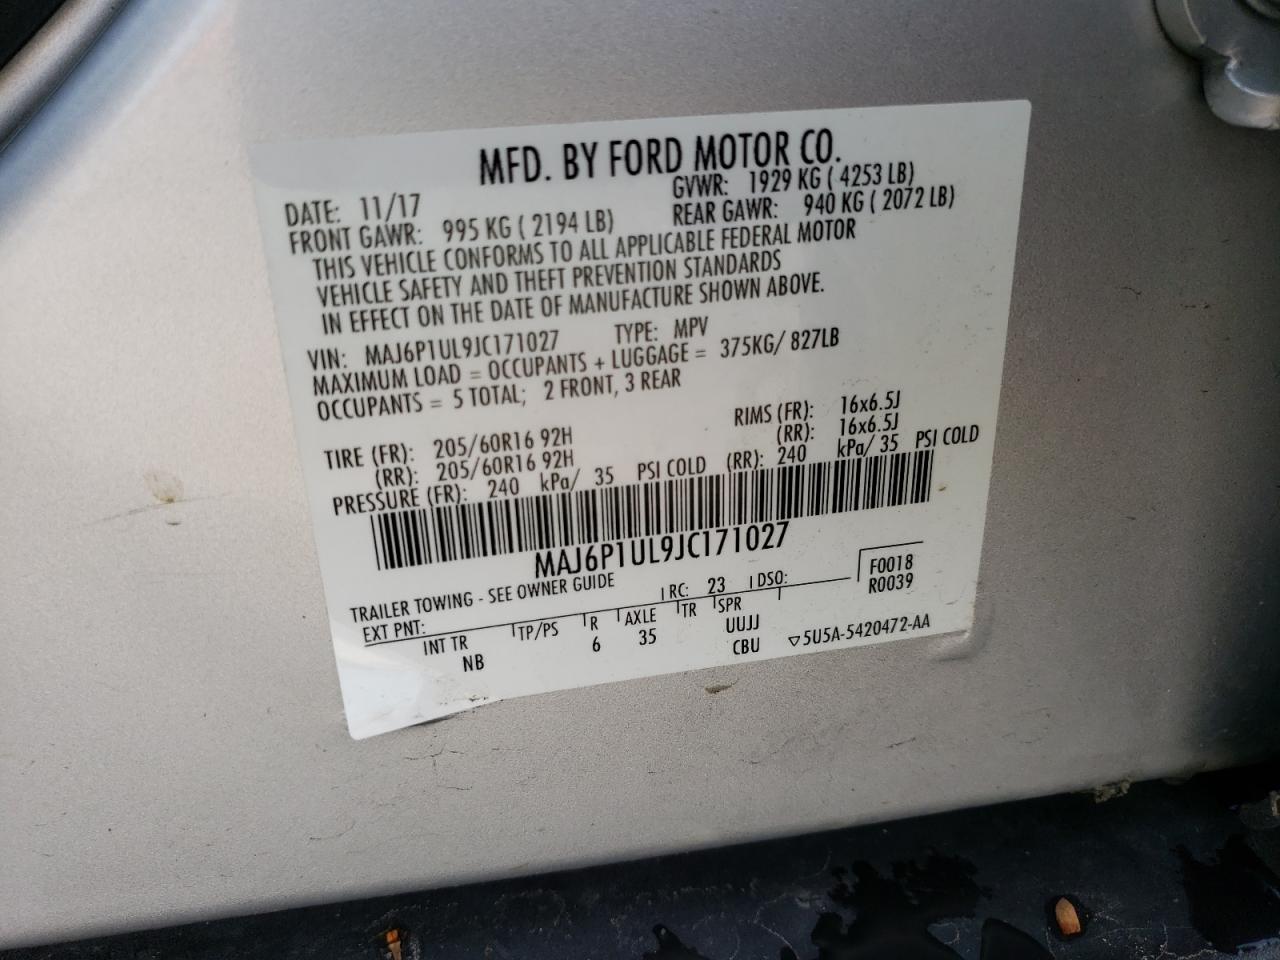 MFD. BY FORD MOTOR CO.
DATE: 11/17 GVWR: 1929 KG ( 4253 LB)
FRONT GAWR: 995 KG ( 2194 LB) REAR GAWR: 940 KG ( 2072 LB)
THIS VEHICLE CONFORMS TO ALL APPLICABLE FEDERAL MOTOR
VEHICLE SAFETY AND THEFT PREVENTION STANDARDS
IN EFFECT ON THE DATE OF MANUFACTURE SHOWN ABOVE.
VIN: MAJ6P1UL9JC171027 TYPE: MPV
MAXIMUM LOAD = OCCUPANTS + LUGGAGE = 375KG/ 827LB
OCCUPANTS = 5 TOTAL; 2 FRONT, 3 REAR
TIRE (FR): 205/60R16 92H RIMS (FR): 16x6.5J
(RR): 205/60R16 92H (RR): 16x6.5J
PRESSURE (FR): 240 kPa/ 35 PSI COLD (RR): 240 kPa/ 35 PSI COLD
MAJ6P1UL9JC171027
TRAILER TOWING - SEE OWNER GUIDE
EXT PNT: RC: 23 DSO: F0018
R0039
INT TR TP/PS R AXLE TR SPR
NB 6 35 UUJJ
CBU ▽5U5A-5420472-AA